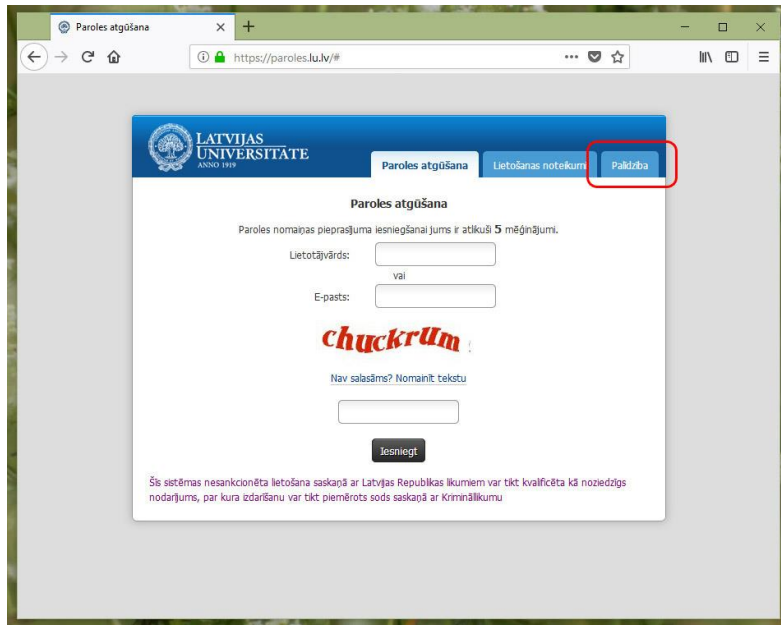 Paroles atgūšana
https://paroles.lu.lv/#
LATVIJAS
UNIVERSITĀTE
ANNO 1919
Paroles atgūšana
Lietošanas noteikumi
Palīdzība
Paroles atgūšana
Paroles nomaiņas pieprasījuma iesniegšanai jums ir atlikuši 5 mēģinājumi.
Lietotājvārds:
vai
E-pasts:
chuckrum
Nav salasāms? Nomainīt tekstu
Iesniegt
Šīs sistēmas nesankcionēta lietošana saskaņā ar Latvijas Republikas likumiem var tikt kvalificēta kā noziedzīgs
nodarījums, par kura izdarīšanu var tikt piemērots sods saskaņā ar Krimināllikumu